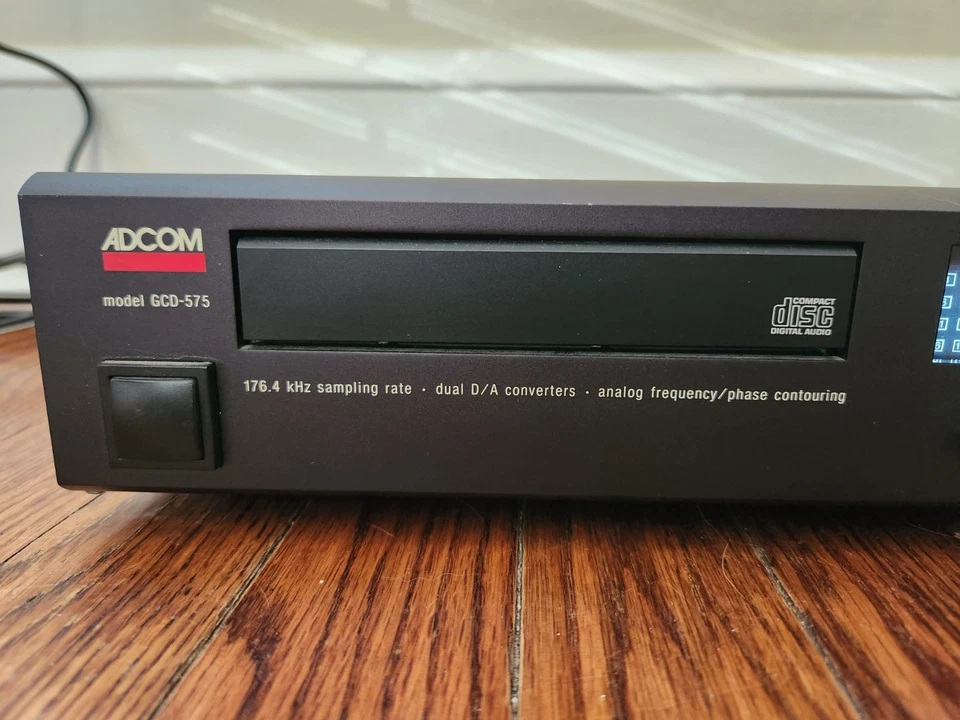 ADCOM
model GCD-575
COMPACT
disc
DIGITAL AUDIO
176.4 kHz sampling rate · dual D/A converters · analog frequency/phase contouring